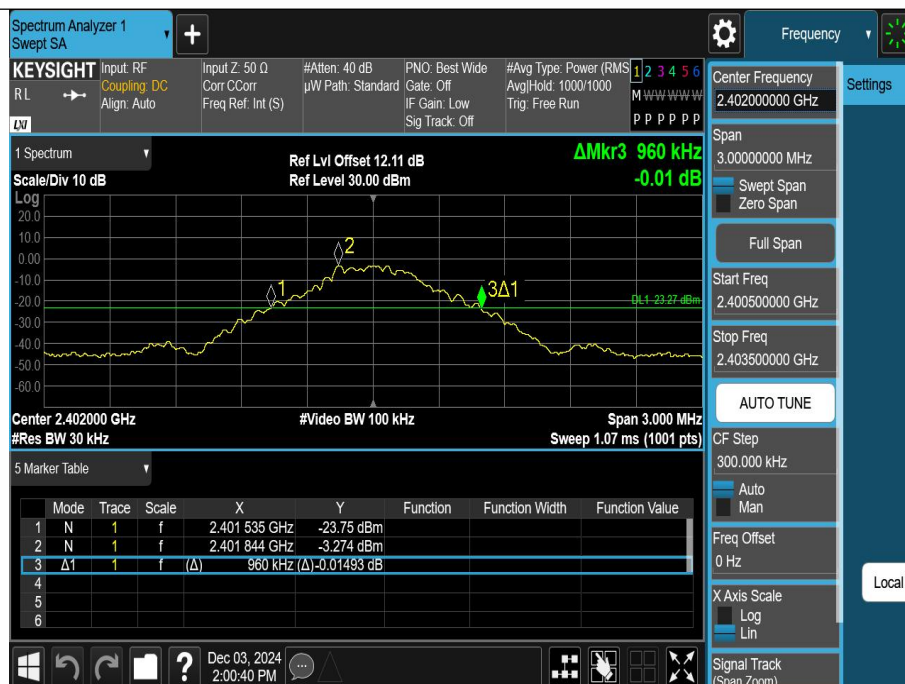 Spectrum Analyzer 1
Swept SA
Frequency
KEYSIGHT
RL
LXI
Input: RF
Coupling: DC
Align: Auto
Input Z: 50 Ω
Corr CCorr
Freq Ref: Int (S)
#Atten: 40 dB
µW Path: Standard
PNO: Best Wide
Gate: Off
IF Gain: Low
Sig Track: Off
#Avg Type: Power (RMS
Avg|Hold: 1000/1000
Trig: Free Run
1 2 3 4 5 6
M W W W W W
P P P P P P
1 Spectrum
Scale/Div 10 dB
Ref Lvl Offset 12.11 dB
Ref Level 30.00 dBm
ΔMkr3 960 kHz
-0.01 dB
Log
20.0
10.0
0.00
-10.0
-20.0
-30.0
-40.0
-50.0
-60.0
1
2
3Δ1
DL1 -23.27 dBm
Center 2.402000 GHz
#Video BW 100 kHz
Span 3.000 MHz
#Res BW 30 kHz
Sweep 1.07 ms (1001 pts)
5 Marker Table
Mode Trace Scale X Y Function Function Width Function Value
1 N 1 f 2.401 535 GHz -23.75 dBm
2 N 1 f 2.401 844 GHz -3.274 dBm
3 Δ1 1 f (Δ) 960 kHz (Δ) -0.01493 dB
4
5
6
Dec 03, 2024
2:00:40 PM
Center Frequency
2.402000000 GHz
Span
3.00000000 MHz
Swept Span
Zero Span
Full Span
Start Freq
2.400500000 GHz
Stop Freq
2.403500000 GHz
AUTO TUNE
CF Step
300.000 kHz
Auto
Man
Freq Offset
0 Hz
X Axis Scale
Log
Lin
Signal Track
(Span Zoom)
Settings
Local